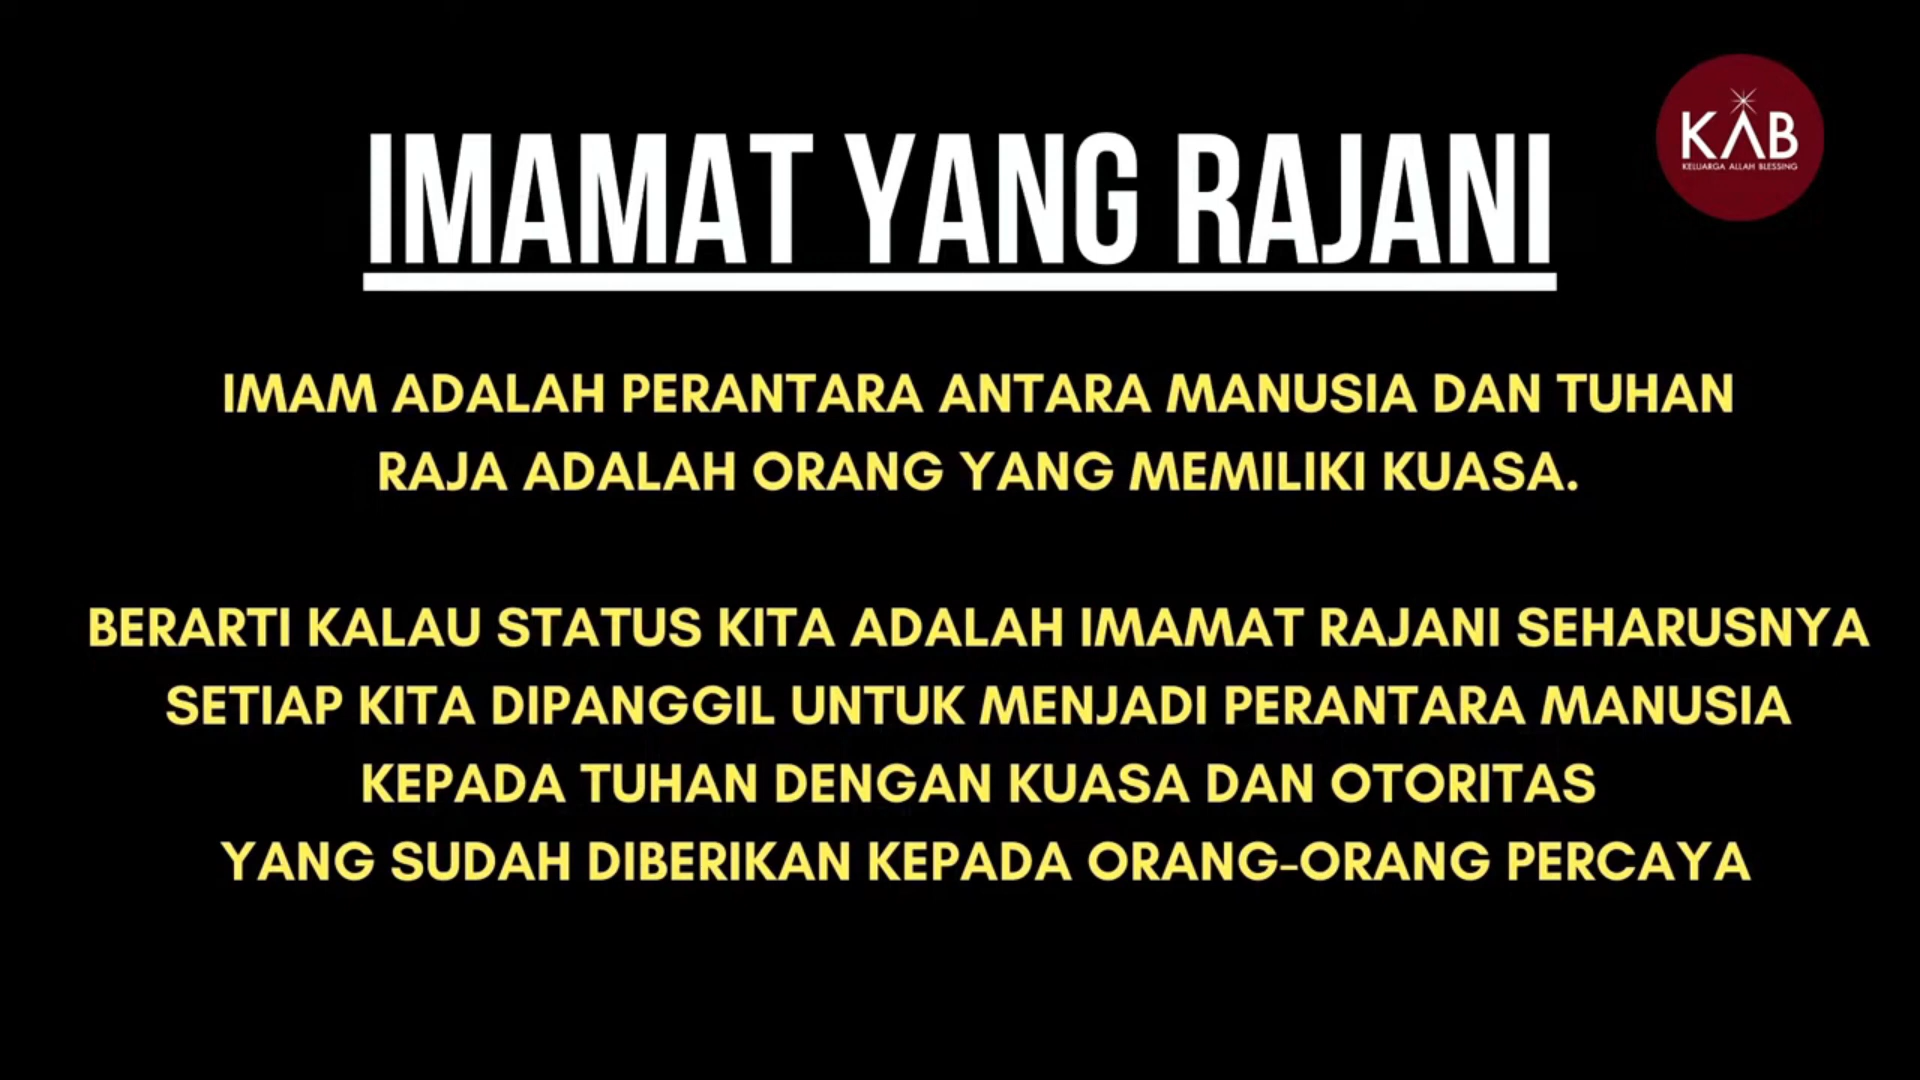 IMAMAT YANG RAJANI
KAB
KELUARGA ALLAH BLESSING
IMAM ADALAH PERANTARA ANTARA MANUSIA DAN TUHAN
RAJA ADALAH ORANG YANG MEMILIKI KUASA.
BERARTI KALAU STATUS KITA ADALAH IMAMAT RAJANI SEHARUSNYA
SETIAP KITA DIPANGGIL UNTUK MENJADI PERANTARA MANUSIA
KEPADA TUHAN DENGAN KUASA DAN OTORITAS
YANG SUDAH DIBERIKAN KEPADA ORANG-ORANG PERCAYA